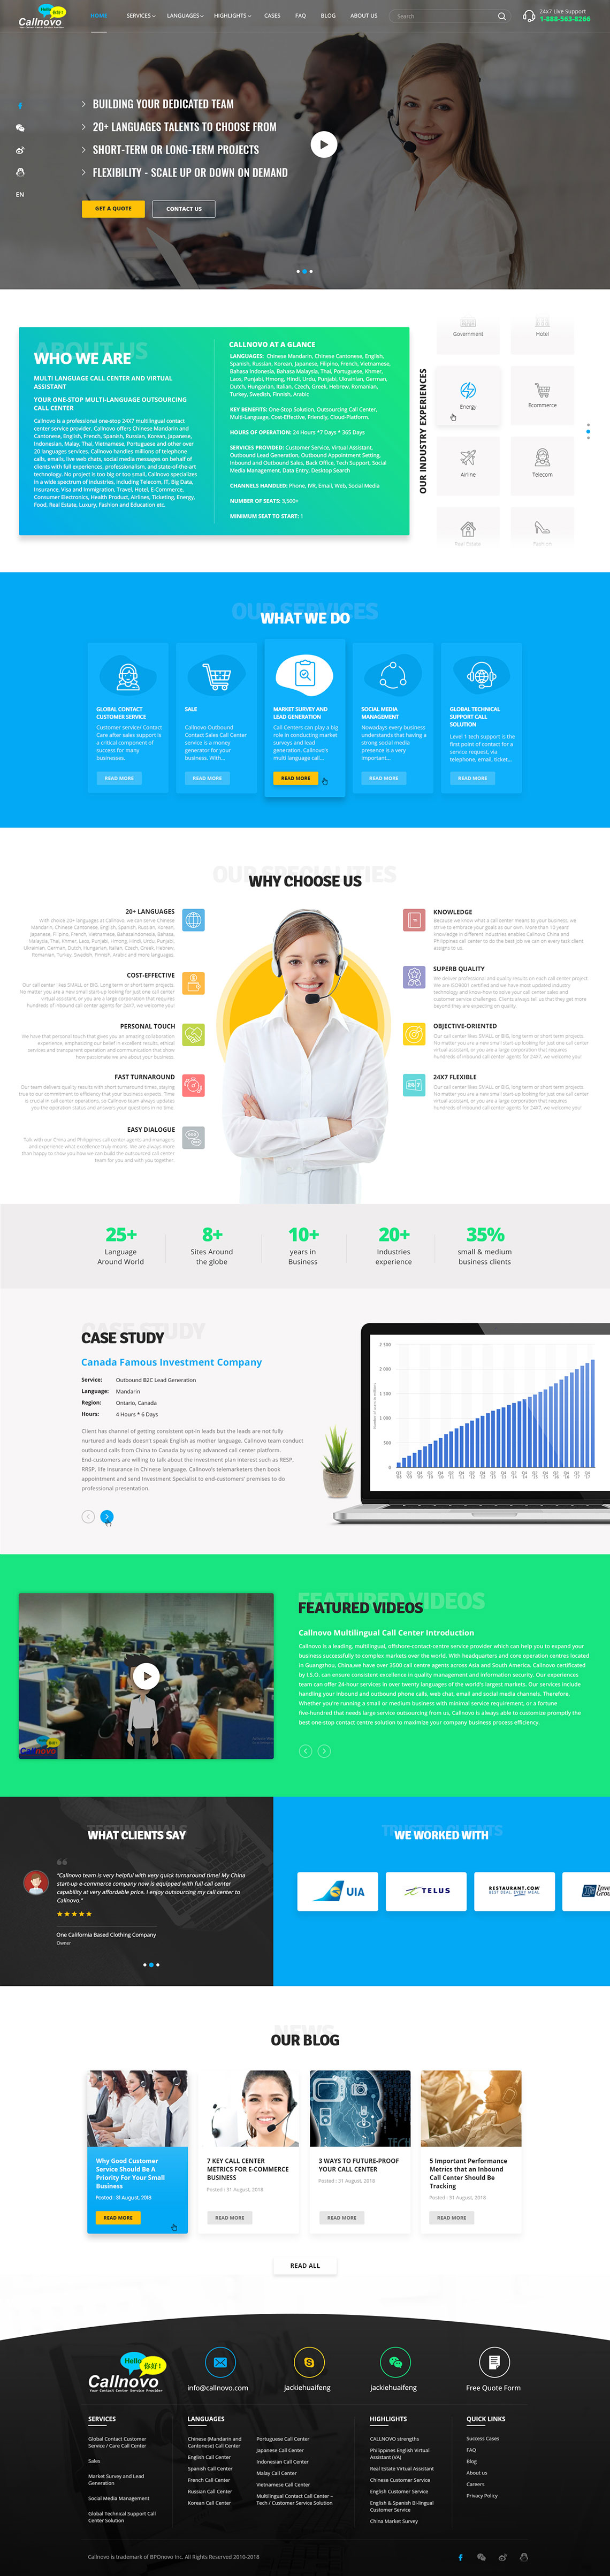 Hello 你好!
Callnovo
HOME SERVICES LANGUAGES HIGHLIGHTS CASES FAQ BLOG ABOUT US Search
24x7 Live Support
1-888-563-8266
BUILDING YOUR DEDICATED TEAM
20+ LANGUAGES TALENTS TO CHOOSE FROM
SHORT-TERM OR LONG-TERM PROJECTS
FLEXIBILITY - SCALE UP OR DOWN ON DEMAND
EN
GET A QUOTE CONTACT US
ABOUT US
WHO WE ARE
MULTI LANGUAGE CALL CENTER AND VIRTUAL
ASSISTANT
YOUR ONE-STOP MULTI-LANGUAGE OUTSOURCING
CALL CENTER
Callnovo is a professional one-stop 24X7 multilingual contact
center service provider. Callnovo offers Chinese Mandarin and
Cantonese, English, French, Spanish, Russian, Korean, Japanese,
Indonesian, Malay, Thai, Vietnamese, Portuguese and other over
20 languages services. Callnovo handles millions of telephone
calls, emails, live web chats, social media messages on behalf of
clients with full experiences, professionalism, and state-of-the-art
technology. No project is too big or too small, Callnovo specializes
in a wide spectrum of Industries, including Telecom, IT, Big Data,
Insurance, Visa and Immigration, Travel, Hotel, E-Commerce,
Consumer Electronics, Health Product, Airlines, Ticketing, Energy,
Food, Real Estate, Luxury, Fashion and Education etc.
CALLNOVO AT A GLANCE
LANGUAGES: Chinese Mandarin, Chinese Cantonese, English,
Spanish, Russian, Korean, Japanese, Filipino, French, Vietnamese,
Bahasa Indonesia, Bahasa Malaysia, Thai, Portuguese, Khmer,
Laos, Punjabi, Hmong, Hindi, Urdu, Punjabi, Ukrainian, German,
Dutch, Hungarian, Italian, Czech, Greek, Hebrew, Romanian,
Turkey, Swedish, Finnish, Arabic
KEY BENEFITS: One-Stop Solution, Outsourcing Call Center,
Multi-Language, Cost-Effective, Friendly, Cloud-Platforms.
HOURS OF OPERATION: 24 Hours *7 Days * 365 Days
SERVICES PROVIDED: Customer Service, Virtual Assistant,
Outbound Lead Generation, Outbound Appointment Setting,
Inbound and Outbound Sales, Back Office, Tech Support, Social
Media Management, Data Entry, Desktop Search
CHANNELS HANDLED: Phone, IVR, Email, Web, Social Media
NUMBER OF SEATS: 3,500+
MINIMUM SEAT TO START: 1
OUR INDUSTRY EXPERIENCES
Government Hotel
Energy Ecommerce
Airline Telecom
Real Estate Fashion
OUR SERVICES
WHAT WE DO
GLOBAL CONTACT
CUSTOMER SERVICE
Customer service/ Contact
Care after sales support is
a critical component of
success for many
businesses.
READ MORE
SALE
Callnovo Outbound
Contact Sales Call Center
service is a money
generator for your
business. With...
READ MORE
MARKET SURVEY AND
LEAD GENERATION
Call Centers can play a big
role in conducting market
surveys and lead
generation. Callnovo's
multi language call...
READ MORE
SOCIAL MEDIA
MANAGEMENT
Nowadays every business
understands that having a
strong social media
presence is a very
important...
READ MORE
GLOBAL TECHNICAL
SUPPORT CALL
SOLUTION
Level 1 tech support is the
first point of contact for a
service request, via
telephone, email, ticket...
READ MORE
OUR SPECIALITIES
WHY CHOOSE US
20+ LANGUAGES
With choice 20+ languages at Callnovo, we can serve Chinese
Mandarin, Chinese Cantonese, English, Spanish, Russian, Korean,
Japanese, Filipino, French, Vietnamese, BahasaIndonesia, Bahasa,
Malaysia, Thai, Khmer, Laos, Punjabi, Hmong, Hindi, Urdu, Punjabi,
Ukrainian, German, Dutch, Hungarian, Italian, Czech, Greek, Hebrew,
Romanian, Turkey, Swedish, Finnish, Arabic and more languages.
COST-EFFECTIVE
Our call center likes SMALL or BIG, Long term or short term projects.
No matter you are a new small start-up looking for just one call center
virtual assistant, or you are a large corporation that requires
hundreds of inbound call center agents for 24X7, we welcome you!
PERSONAL TOUCH
We have that personal touch that gives you an amazing collaboration
experience, emphasizing our belief in excellent results, ethical
services and transparent operation and communication that show
how passionate we are about your business.
FAST TURNAROUND
Our team delivers quality results with short turnaround times, staying
true to our commitment to efficiency that your business expects. Time
is crucial in call center operations, so Callnovo team always updates
you the operation status and answers your questions in no time.
EASY DIALOGUE
Talk with our China and Philippines call center agents and managers
and experience what excellence truly means. We are always more
than happy to show you how we can build the outsourced call center
team for you and with you together.
KNOWLEDGE
Because we know what a call center means to your business, we
strive to embrace your goals as our own. More than 10 years'
knowledge in different industries enables Callnovo China and
Philippines call center to do the best job we can on every task client
assigns to us.
SUPERB QUALITY
We deliver professional and quality results on each call center project.
We are ISO9001 certified and we have most updated industry
technology and know-how to solve your call center sales and
customer service challenges. Clients always tell us that they get more
beyond they are expecting on quality.
OBJECTIVE-ORIENTED
Our call center likes SMALL or BIG, long term or short term projects.
No matter you are a new small start-up looking for just one call center
virtual assistant, or you are a large corporation that requires
hundreds of inbound call center agents for 24X7, we welcome you!
24X7 FLEXIBLE
Our call center likes SMALL or BIG, long term or short term projects.
No matter you are a new small start-up looking for just one call center
virtual assistant, or you are a large corporation that requires
hundreds of inbound call center agents for 24X7, we welcome you!
25+
Language
Around World
8+
Sites Around
the globe
10+
years in
Business
20+
Industries
experience
35%
small & medium
business clients
CASE STUDY
CASE STUDY
Canada Famous Investment Company
Service: Outbound B2C Lead Generation
Language: Mandarin
Region: Ontario, Canada
Hours: 4 Hours * 6 Days
Client has channel of getting consistent opt-in leads but the leads are not fully
nurtured and leads doesn't speak English as mother language. Callnovo conduct
outbound calls from China to Canada by using advanced call center platform.
End-customers are willing to talk about the investment plan Interest such as RESP,
RRSP, life Insurance in Chinese language. Callnovo's telemarketers then book
appointment and send Investment Specialist to end-customers' premises to do
professional presentation.
2 500
2 000
1 500
1 000
500
0
FEATURED VIDEOS
FEATURED VIDEOS
Callnovo Multilingual Call Center Introduction
Callnovo is a leading, multilingual, offshore-contact-centre service provider which can help you to expand your
business successfully to complex markets all over the world. With headquarters and core operation centres located
in Guangzhou, China,we have over 3500 call centre agents across Asia and South America. Callnovo certificated
by I.S.O. can ensure consistent excellence in quality management and information security. Our experiences
team can offer 24-hour services in over twenty languages of the world's largest markets. Our services include
handling your inbound and outbound phone calls, web chat, email and social media channels. Therefore,
Whether you're running a small or medium business with minimal service requirement, or a fortune
five-hundred that needs large service outsourcing from us, Callnovo is always able to customize promptly the
best one-stop contact centre solution to maximize your company business process efficiency.
Callnovo
TESTIMONIALS
WHAT CLIENTS SAY
"Callnovo team is very helpful with very quick turnaround time! My China
start-up e-commerce company now is equipped with full call center
capability at very affordable price. I enjoy outsourcing my call center to
Callnovo."
One California Based Clothing Company
Owner
TRUSTED CLIENTS
WE WORKED WITH
UIA
TELUS
RESTAURANT.COM
BEST DEAL. EVERY MEAL.
NEWS
OUR BLOG
Why Good Customer
Service Should Be A
Priority For Your Small
Business
Posted : 31 August, 2018
READ MORE
7 KEY CALL CENTER
METRICS FOR E-COMMERCE
BUSINESS
Posted : 31 August, 2018
READ MORE
3 WAYS TO FUTURE-PROOF
YOUR CALL CENTER
Posted : 31 August, 2018
READ MORE
5 Important Performance
Metrics that an Inbound
Call Center Should Be
Tracking
Posted : 31 August, 2018
READ MORE
READ ALL
Hello 你好!
Callnovo
Your Contact Center Service Provider
info@callnovo.com
jackiehuaifeng
jackiehuaifeng
Free Quote Form
SERVICES
Global Contact Customer
Service / Care Call Center
Sales
Market Survey and Lead
Generation
Social Media Management
Global Technical Support Call
Center Solution
LANGUAGES
Chinese (Mandarin and
Cantonese) Call Center
English Call Center
Spanish Call Center
French Call Center
Russian Call Center
Korean Call Center
Portuguese Call Center
Japanese Call Center
Indonesian Call Center
Malay Call Center
Vietnamese Call Center
Multilingual Contact Call Center –
Tech / Customer Service Solution
HIGHLIGHTS
CALLNOVO strengths
Philippines English Virtual
Assistant (VA)
Real Estate Virtual Assistant
Chinese Customer Service
English Customer Service
English & Spanish Bi-lingual
Customer Service
China Market Survey
QUICK LINKS
Success Cases
FAQ
Blog
About us
Careers
Privacy Policy
Callnovo is trademark of BPOnovo Inc. All Rights Reserved 2010-2018